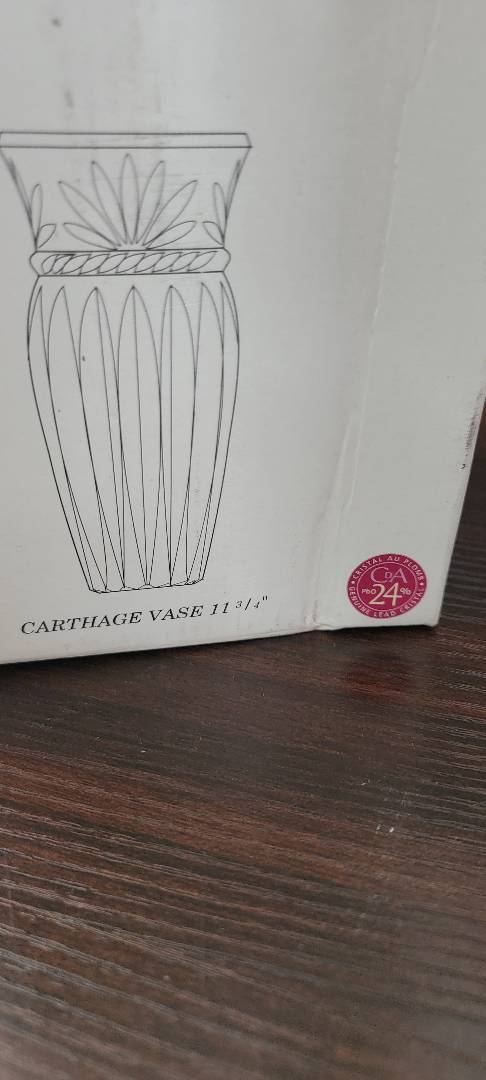 CARTHAGE VASE 11 3/4"
• CRISTAL AU PLOMB •
CDA
PbO 24%
GENUINE LEAD CRYSTAL